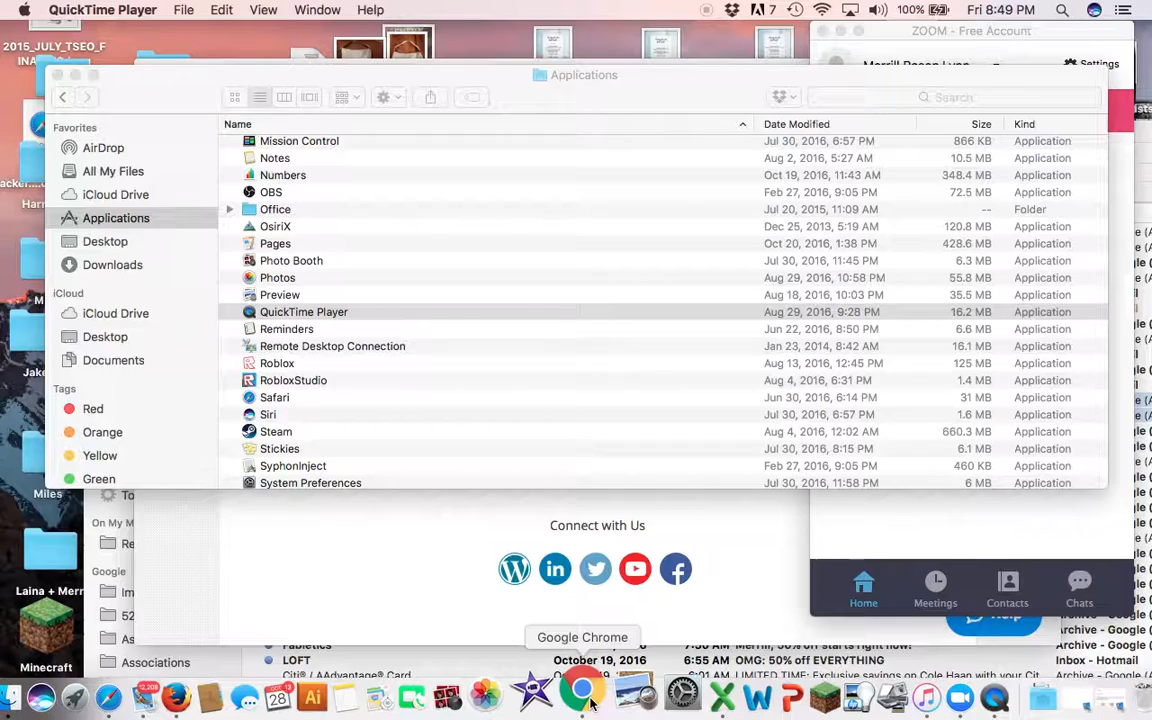 QuickTime Player File Edit View Window Help
7 100% Fri 8:49 PM
2015_JULY_TSEO_F
INA
ZOOM - Free Account
Settings
Applications
Search
Favorites
AirDrop
All My Files
iCloud Drive
Applications
Desktop
Downloads
iCloud
iCloud Drive
Desktop
Documents
Tags
Red
Orange
Yellow
Green
Name Date Modified Size Kind
Mission Control Jul 30, 2016, 6:57 PM 866 KB Application
Notes Aug 2, 2016, 5:27 AM 10.5 MB Application
Numbers Oct 19, 2016, 11:43 AM 348.4 MB Application
OBS Feb 27, 2016, 9:05 PM 72.5 MB Application
Office Jul 20, 2015, 11:09 AM -- Folder
OsiriX Dec 25, 2013, 5:19 AM 120.8 MB Application
Pages Oct 20, 2016, 1:38 PM 428.6 MB Application
Photo Booth Jul 30, 2016, 11:45 PM 6.3 MB Application
Photos Aug 29, 2016, 10:58 PM 55.8 MB Application
Preview Aug 18, 2016, 10:03 PM 35.5 MB Application
QuickTime Player Aug 29, 2016, 9:28 PM 16.2 MB Application
Reminders Jun 22, 2016, 8:50 PM 6.6 MB Application
Remote Desktop Connection Jan 23, 2014, 8:42 AM 18.4 MB Application
Roblox Aug 13, 2016, 12:45 PM 125 MB Application
RobloxStudio Aug 4, 2016, 6:31 PM 1.4 MB Application
Safari Jun 30, 2016, 6:14 PM 31 MB Application
Siri Jul 30, 2016, 6:57 PM 1.6 MB Application
Steam Aug 4, 2016, 12:02 AM 660.3 MB Application
Stickies Jul 30, 2016, 8:15 PM 6.1 MB Application
SyphonInject Feb 27, 2016, 9:05 PM 460 KB Application
System Preferences Jul 30, 2016, 11:58 PM 6 MB Application
Miles
Laina + Merr
Minecraft
On My M
Google
Associations
Connect with Us
Home Meetings Contacts Chats
Help
Google Chrome
LOFT October 19, 2016 6:55 AM OMG: 50% off EVERYTHING Archive - Google
Inbox - Hotmail